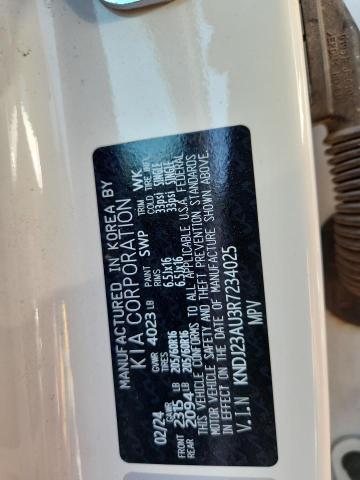 MANUFACTURED IN KOREA BY
KIA CORPORATION
02/24 GVWR 4023 LB PAINT SWP TRIM WK
GAWR TIRES RIMS COLD TIRE INFL.
FRONT 2315 LB 205/60R16 6.5Jx16 33psi SINGLE
REAR 2094 LB 205/60R16 6.5Jx16 33psi SINGLE
THIS VEHICLE CONFORMS TO ALL APPLICABLE U.S.A. FEDERAL
MOTOR VEHICLE SAFETY AND THEFT PREVENTION STANDARDS
IN EFFECT ON THE DATE OF MANUFACTURE SHOWN ABOVE.
V.I.N KNDJ23AU3R7234025
MPV